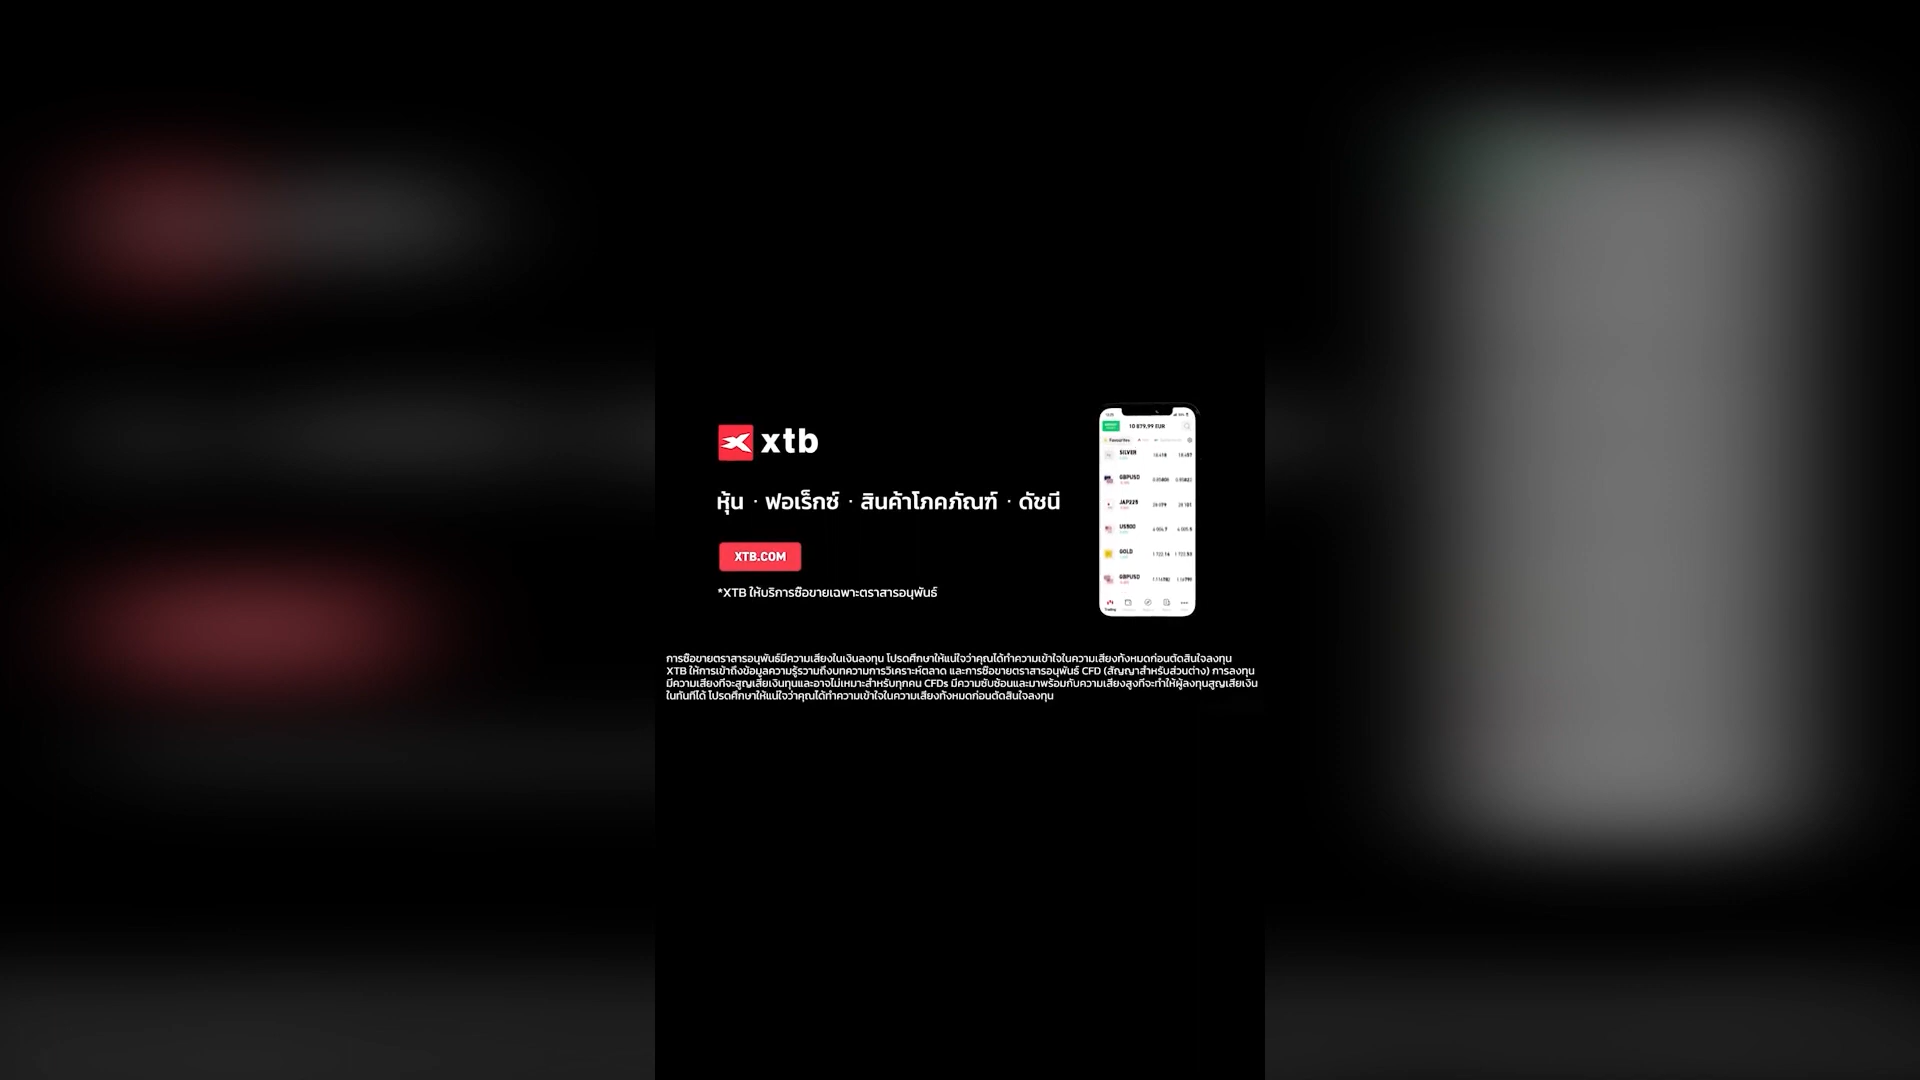 xtb
หุ้น · ฟอเร็กซ์ · สินค้าโภคภัณฑ์ · ดัชนี
XTB.COM
*XTB ให้บริการซื้อขายเฉพาะตราสารอนุพันธ์
10 879,99 EUR
SILVER
GBPUSD
JAP225
US500
GOLD
GBPUSD
การซื้อขายตราสารอนุพันธ์มีความเสี่ยงในเงินลงทุน โปรดศึกษาให้แน่ใจว่าคุณได้ทำความเข้าใจในความเสี่ยงทั้งหมดก่อนตัดสินใจลงทุน
XTB ให้การเข้าถึงข้อมูลความรู้รวมถึงบทความการวิเคราะห์ตลาด และการซื้อขายตราสารอนุพันธ์ CFD (สัญญาสำหรับส่วนต่าง) การลงทุน
มีความเสี่ยงที่จะสูญเสียเงินทุนและอาจไม่เหมาะสำหรับทุกคน CFDs มีความซับซ้อนและมาพร้อมกับความเสี่ยงสูงที่จะทำให้ผู้ลงทุนสูญเสียเงิน
ในทันทีได้ โปรดศึกษาให้แน่ใจว่าคุณได้ทำความเข้าใจในความเสี่ยงทั้งหมดก่อนตัดสินใจลงทุน